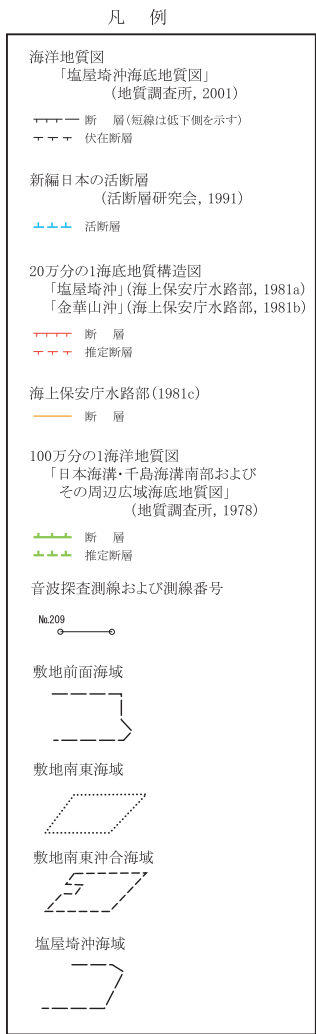 凡 例
海洋地質図
「塩屋埼沖海底地質図」
(地質調査所, 2001)
断 層(短線は低下側を示す)
伏在断層
新編日本の活断層
(活断層研究会, 1991)
活断層
20万分の1海底地質構造図
「塩屋埼沖」(海上保安庁水路部, 1981a)
「金華山沖」(海上保安庁水路部, 1981b)
断 層
推定断層
海上保安庁水路部(1981c)
断 層
100万分の1海洋地質図
「日本海溝・千島海溝南部および
その周辺広域海底地質図」
(地質調査所, 1978)
断 層
推定断層
音波探査測線および測線番号
No.209
敷地前面海域
敷地南東海域
敷地南東沖合海域
塩屋埼沖海域